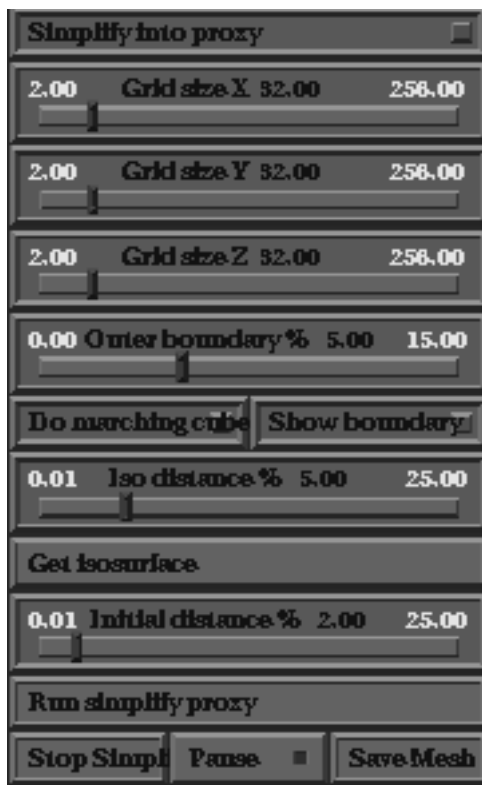 Simplify into proxy
2.00 Grid size X 32.00 256.00
2.00 Grid size Y 32.00 256.00
2.00 Grid size Z 32.00 256.00
0.00 Outer boundary % 5.00 15.00
Do marching cube Show boundary
0.01 Iso distance % 5.00 25.00
Get isosurface
0.01 Initial distance % 2.00 25.00
Run simplify proxy
Stop Simpl Pause Save Mesh